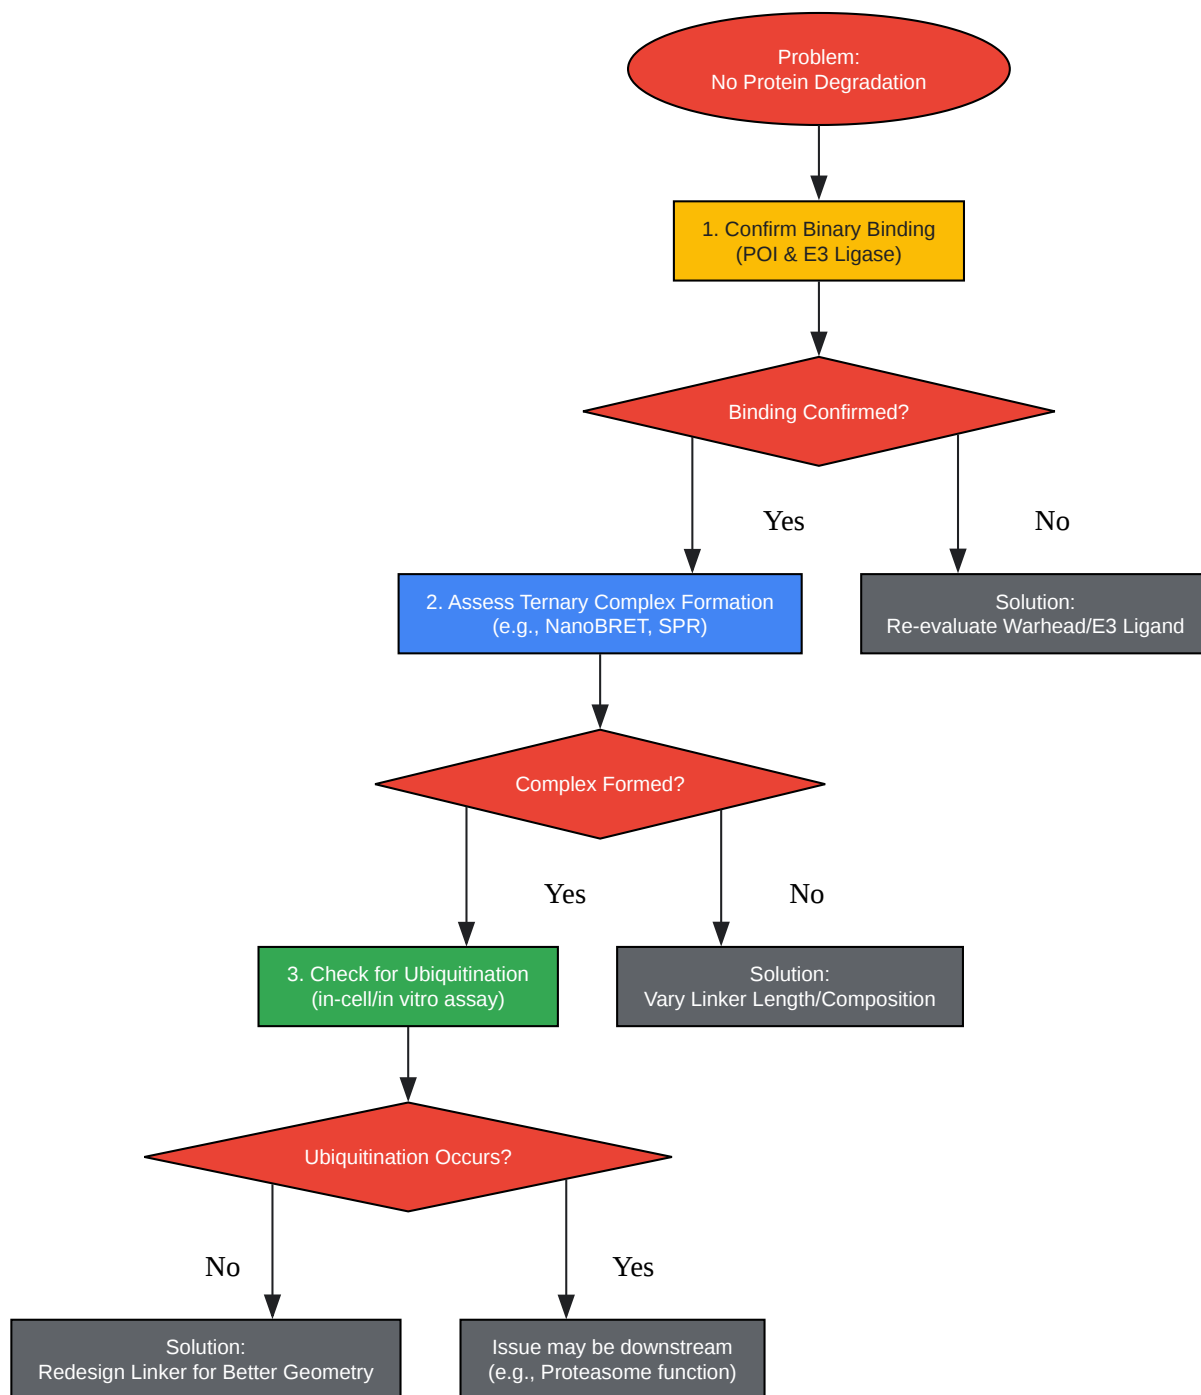 Problem:
No Protein Degradation
1. Confirm Binary Binding
(POI & E3 Ligase)
Binding Confirmed?
Yes
No
2. Assess Ternary Complex Formation
(e.g., NanoBRET, SPR)
Solution:
Re-evaluate Warhead/E3 Ligand
Complex Formed?
Yes
No
3. Check for Ubiquitination
(in-cell/in vitro assay)
Solution:
Vary Linker Length/Composition
Ubiquitination Occurs?
No
Yes
Solution:
Redesign Linker for Better Geometry
Issue may be downstream
(e.g., Proteasome function)